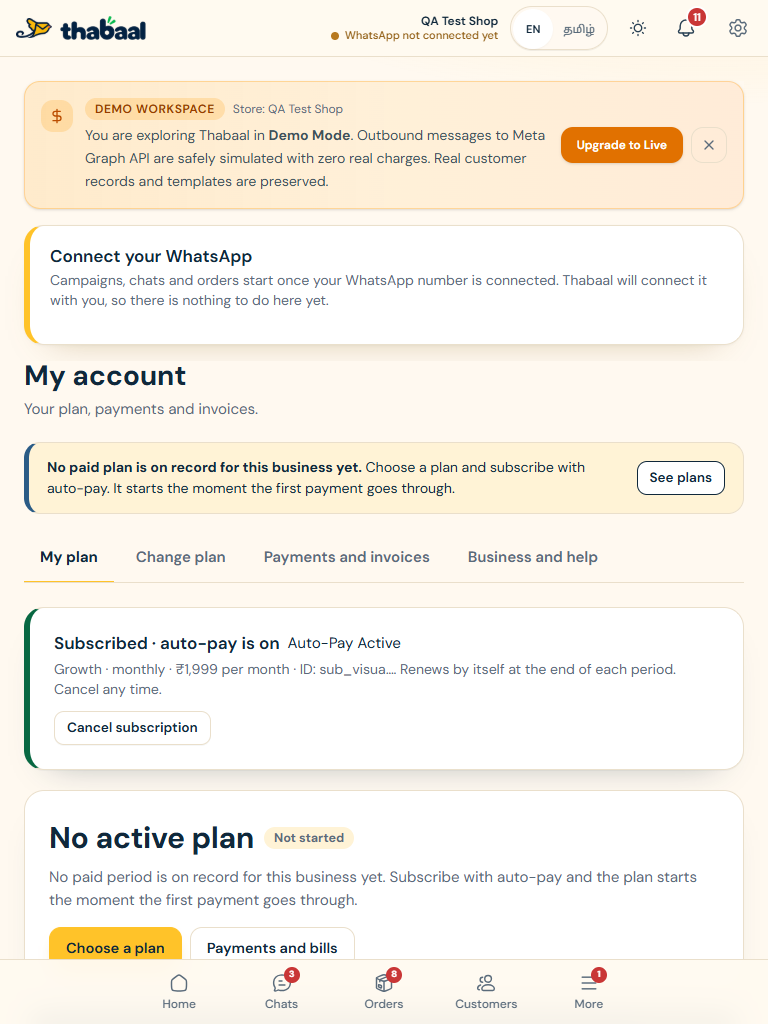 thabaal
QA Test Shop
WhatsApp not connected yet
EN
தமிழ்
11
DEMO WORKSPACE
Store: QA Test Shop
You are exploring Thabaal in Demo Mode. Outbound messages to Meta
Graph API are safely simulated with zero real charges. Real customer
records and templates are preserved.
Upgrade to Live
Connect your WhatsApp
Campaigns, chats and orders start once your WhatsApp number is connected. Thabaal will connect it
with you, so there is nothing to do here yet.
My account
Your plan, payments and invoices.
No paid plan is on record for this business yet. Choose a plan and subscribe with
auto-pay. It starts the moment the first payment goes through.
See plans
My plan
Change plan
Payments and invoices
Business and help
Subscribed · auto-pay is on Auto-Pay Active
Growth · monthly · ₹1,999 per month · ID: sub_visua.... Renews by itself at the end of each period.
Cancel any time.
Cancel subscription
No active plan
Not started
No paid period is on record for this business yet. Subscribe with auto-pay and the plan starts
the moment the first payment goes through.
Choose a plan
Payments and bills
3
8
1
Home
Chats
Orders
Customers
More